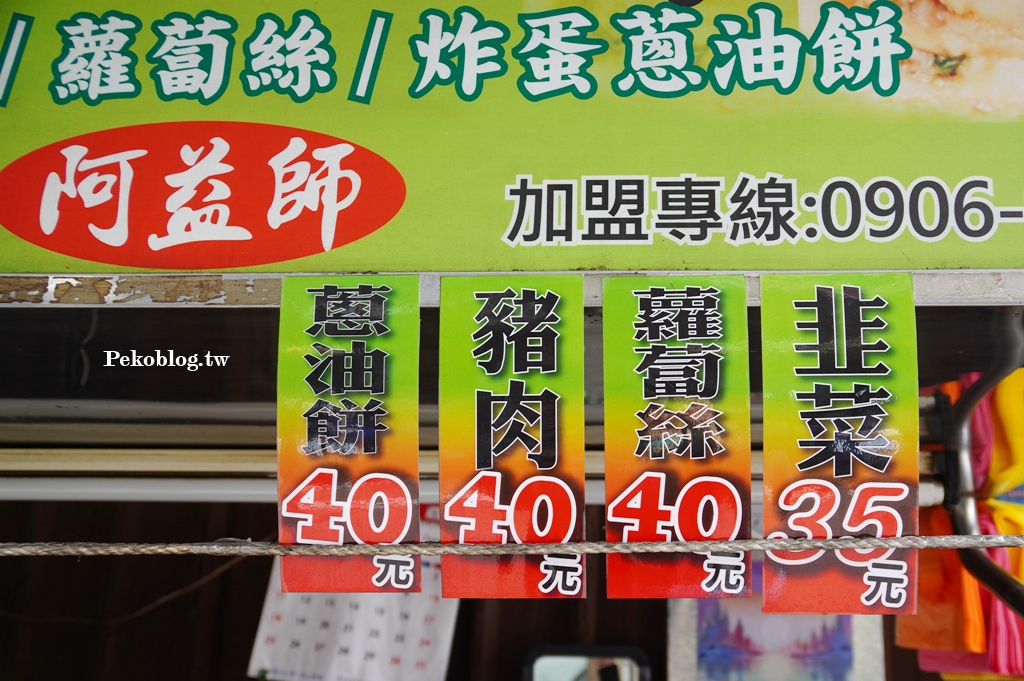 /蘿蔔絲/炸蛋蔥油餅
阿益師
加盟專線:0906-
Pekoblog.tw
蔥油餅
40元
豬肉
40元
蘿蔔絲
40元
韭菜
35元